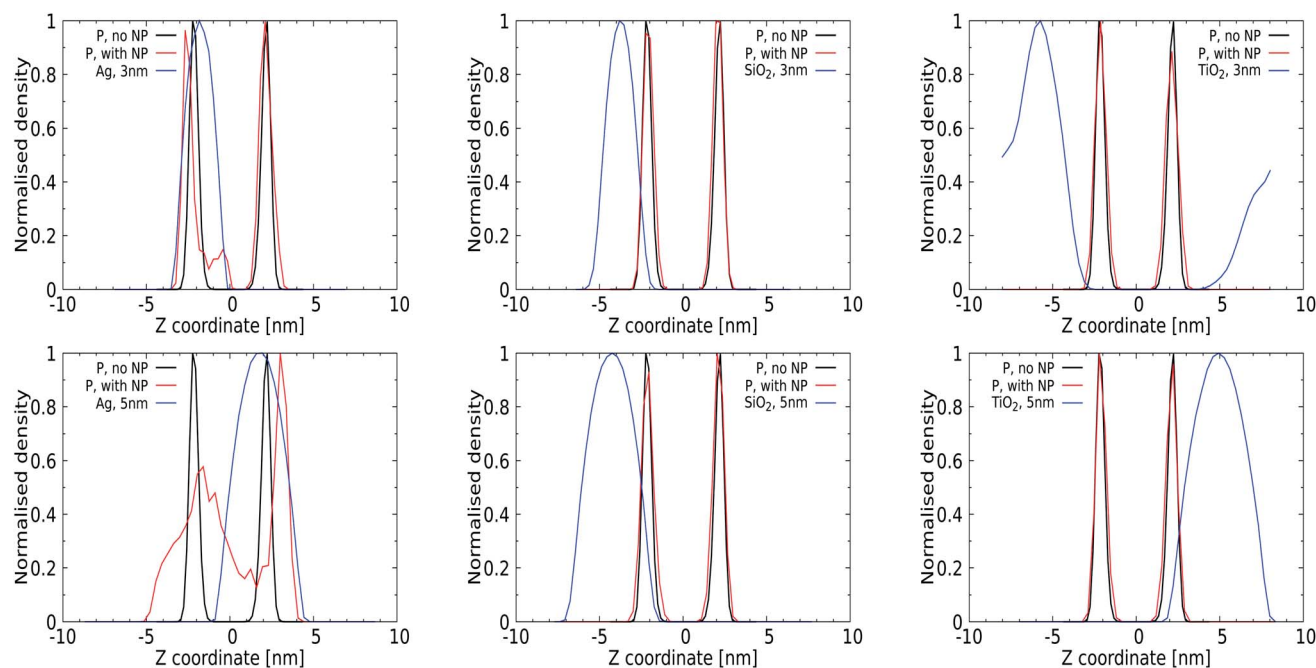 1
0.8
0.6
0.4
0.2
0
-10 -5 0 5 10
Normalised density
Z coordinate [nm]
P, no NP
P, with NP
Ag, 3nm
1
0.8
0.6
0.4
0.2
0
-10 -5 0 5 10
Normalised density
Z coordinate [nm]
P, no NP
P, with NP
SiO₂, 3nm
1
0.8
0.6
0.4
0.2
0
-10 -5 0 5 10
Normalised density
Z coordinate [nm]
P, no NP
P, with NP
TiO₂, 3nm
1
0.8
0.6
0.4
0.2
0
-10 -5 0 5 10
Normalised density
Z coordinate [nm]
P, no NP
P, with NP
Ag, 5nm
1
0.8
0.6
0.4
0.2
0
-10 -5 0 5 10
Normalised density
Z coordinate [nm]
P, no NP
P, with NP
SiO₂, 5nm
1
0.8
0.6
0.4
0.2
0
-10 -5 0 5 10
Normalised density
Z coordinate [nm]
P, no NP
P, with NP
TiO₂, 5nm